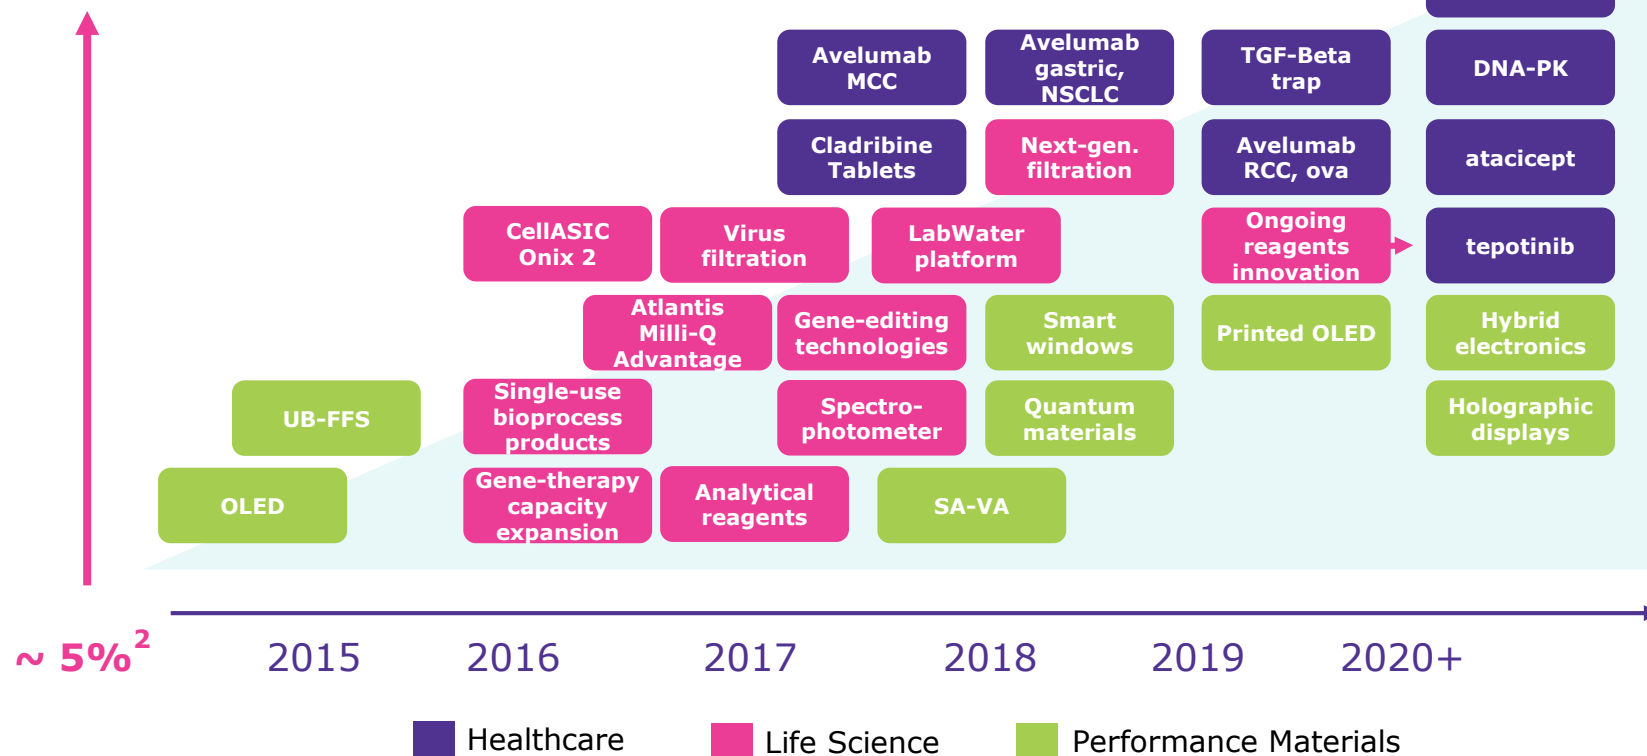 Avelumab
MCC
Avelumab
gastric,
NSCLC
TGF-Beta
trap
DNA-PK
Cladribine
Tablets
Next-gen.
filtration
Avelumab
RCC, ova
atacicept
CellASIC
Onix 2
Virus
filtration
LabWater
platform
Ongoing
reagents
innovation
tepotinib
Atlantis
Milli-Q
Advantage
Gene-editing
technologies
Smart
windows
Printed OLED
Hybrid
electronics
UB-FFS
Single-use
bioprocess
products
Spectro-
photometer
Quantum
materials
Holographic
displays
OLED
Gene-therapy
capacity
expansion
Analytical
reagents
SA-VA
~ 5%²
2015
2016
2017
2018
2019
2020+
Healthcare
Life Science
Performance Materials